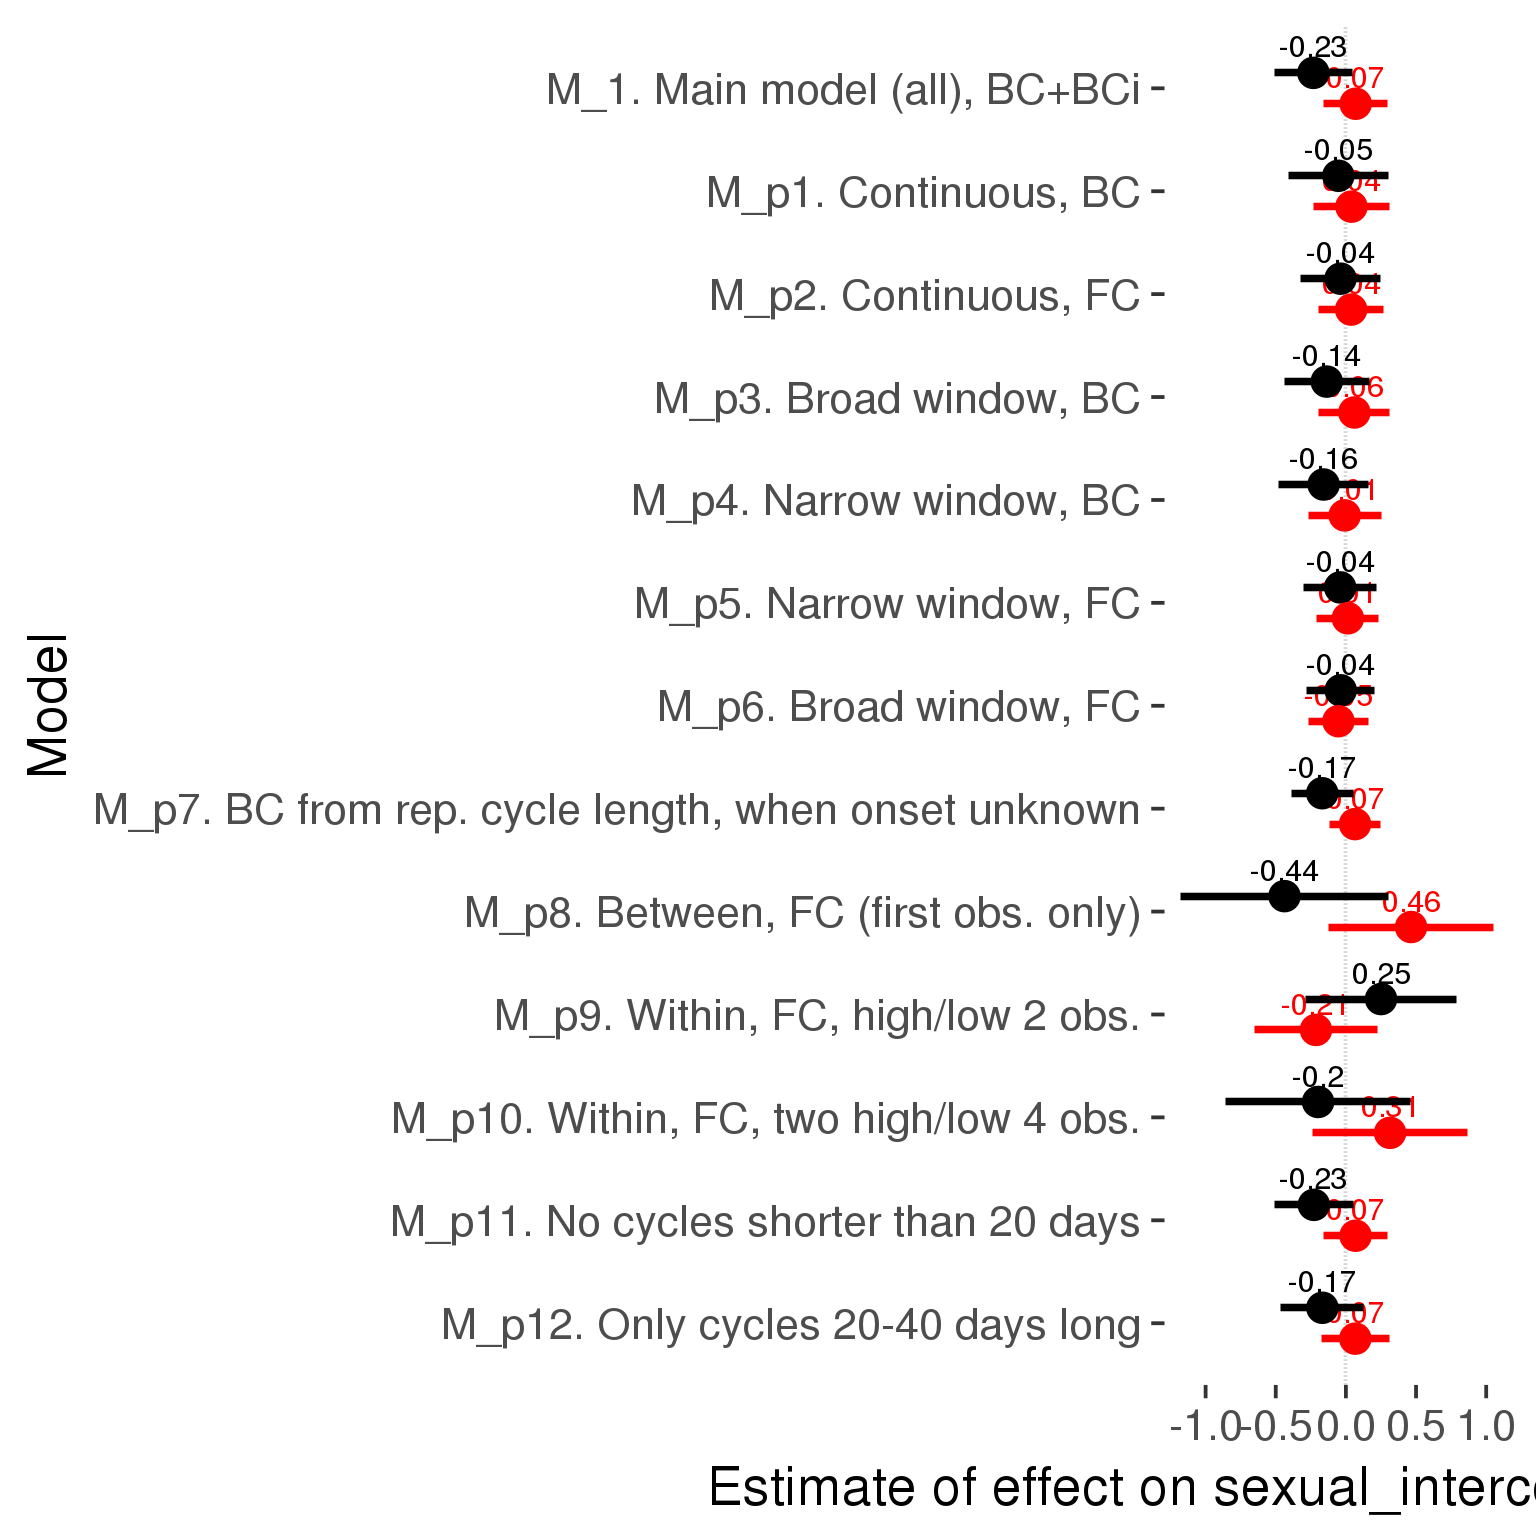 -0.23
M_1. Main model (all), BC+BCi
0.07
-0.05
M_p1. Continuous, BC
-0.04
M_p2. Continuous, FC
-0.14
M_p3. Broad window, BC
-0.16
M_p4. Narrow window, BC
-0.04
M_p5. Narrow window, FC
-0.04
M_p6. Broad window, FC
-0.17
M_p7. BC from rep. cycle length, when onset unknown
0.07
-0.44
M_p8. Between, FC (first obs. only)
0.46
0.25
M_p9. Within, FC, high/low 2 obs.
-0.21
-0.2
M_p10. Within, FC, two high/low 4 obs.
0.31
-0.23
M_p11. No cycles shorter than 20 days
0.07
-0.17
M_p12. Only cycles 20-40 days long
0.07
Model
-1.0 -0.5 0.0 0.5 1.0
Estimate of effect on sexual_interc